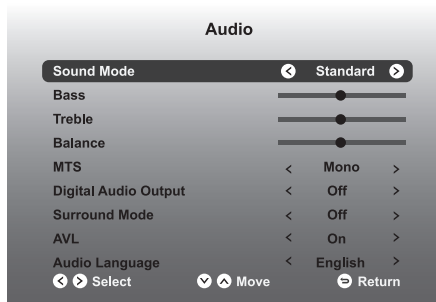 Audio
Sound Mode Standard
Bass
Treble
Balance
MTS Mono
Digital Audio Output Off
Surround Mode Off
AVL On
Audio Language English
Select Move Return